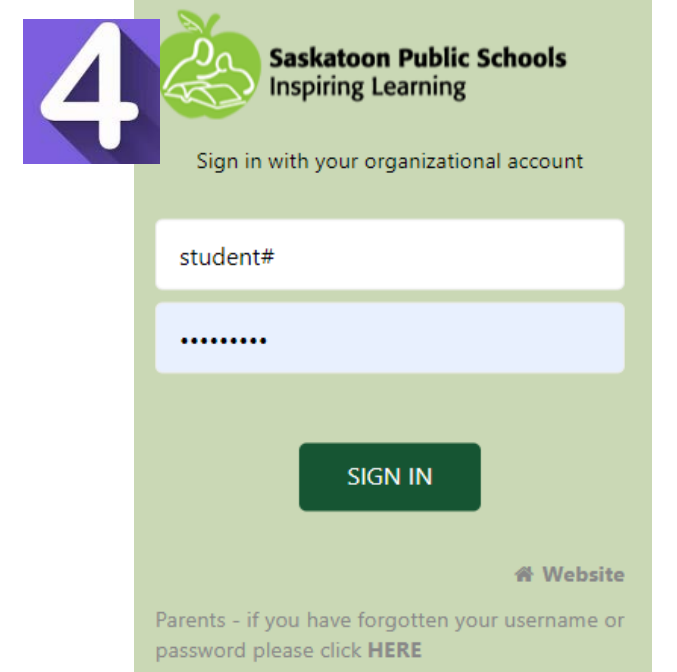 4
Saskatoon Public Schools
Inspiring Learning
Sign in with your organizational account
student#
•••••••••
SIGN IN
Website
Parents - if you have forgotten your username or
password please click HERE